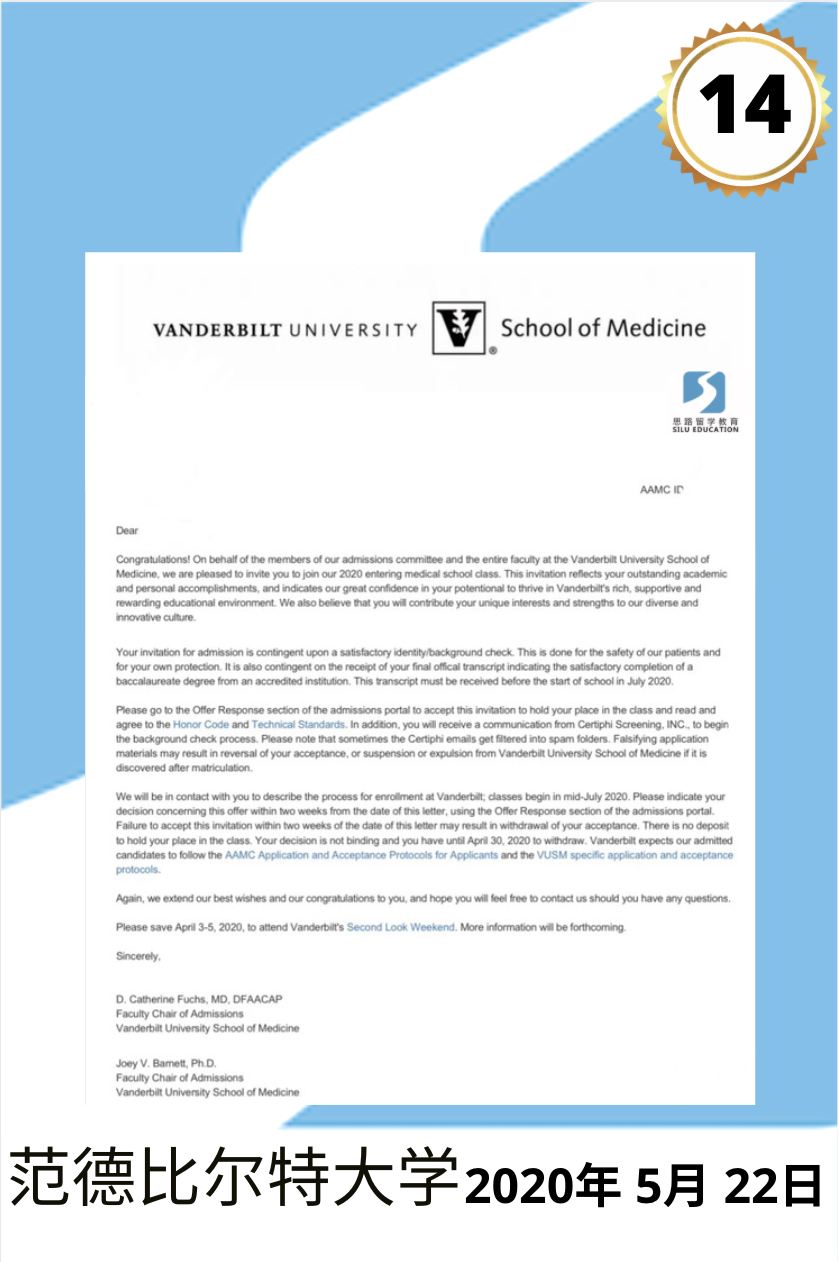 14
VANDERBILT UNIVERSITY V ® School of Medicine
思路留学教育
SILU EDUCATION
AAMC ID
Dear
Congratulations! On behalf of the members of our admissions committee and the entire faculty at the Vanderbilt University School of
Medicine, we are pleased to invite you to join our 2020 entering medical school class. This invitation reflects your outstanding academic
and personal accomplishments, and indicates our great confidence in your potential to thrive in Vanderbilt's rich, supportive and
rewarding educational environment. We also believe that you will contribute your unique interests and strengths to our diverse and
innovative culture.
Your invitation for admission is contingent upon a satisfactory identity/background check. This is done for the safety of our patients and
for your own protection. It is also contingent on the receipt of your final offical transcript indicating the satisfactory completion of a
baccalaureate degree from an accredited institution. This transcript must be received before the start of school in July 2020.
Please go to the Offer Response section of the admissions portal to accept this invitation to hold your place in the class and read and
agree to the Honor Code and Technical Standards. In addition, you will receive a communication from Certiphi Screening, INC., to begin
the background check process. Please note that sometimes the Certiphi emails get filtered into spam folders. Falsifying application
materials may result in reversal of your acceptance, or suspension or expulsion from Vanderbilt University School of Medicine if it is
discovered after matriculation.
We will be in contact with you to describe the process for enrollment at Vanderbilt; classes begin in mid-July 2020. Please indicate your
decision concerning this offer within two weeks from the date of this letter, using the Offer Response section of the admissions portal.
Failure to accept this invitation within two weeks of the date of this letter may result in withdrawal of your acceptance. There is no deposit
to hold your place in the class. Your decision is not binding and you have until April 30, 2020 to withdraw. Vanderbilt expects our admitted
candidates to follow the AAMC Application and Acceptance Protocols for Applicants and the VUSM specific application and acceptance
protocols.
Again, we extend our best wishes and our congratulations to you, and hope you will feel free to contact us should you have any questions.
Please save April 3-5, 2020, to attend Vanderbilt's Second Look Weekend. More information will be forthcoming.
Sincerely,
D. Catherine Fuchs, MD, DFAACAP
Faculty Chair of Admissions
Vanderbilt University School of Medicine
Joey V. Barnett, Ph.D.
Faculty Chair of Admissions
Vanderbilt University School of Medicine
范德比尔特大学2020年 5月 22日